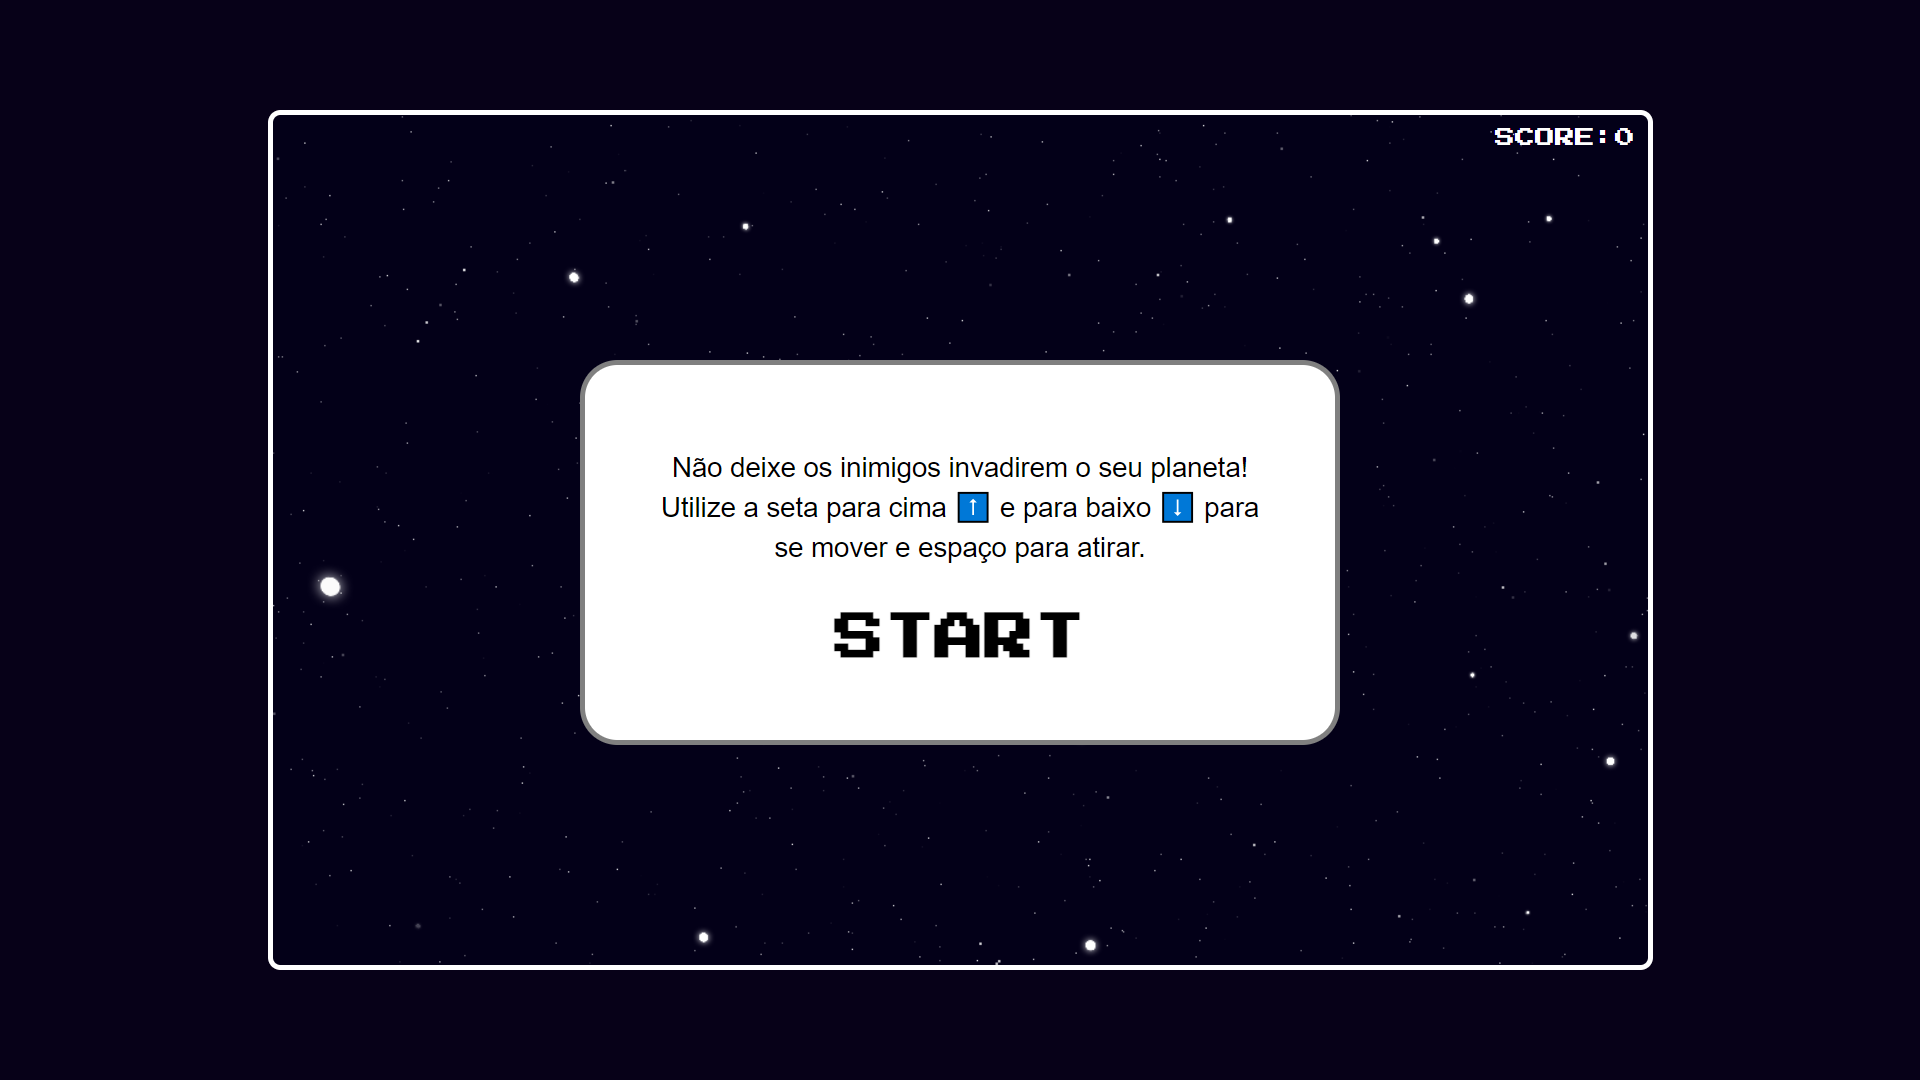 SCORE:0
Não deixe os inimigos invadirem o seu planeta!
Utilize a seta para cima ⬆ e para baixo ⬇ para
se mover e espaço para atirar.
START